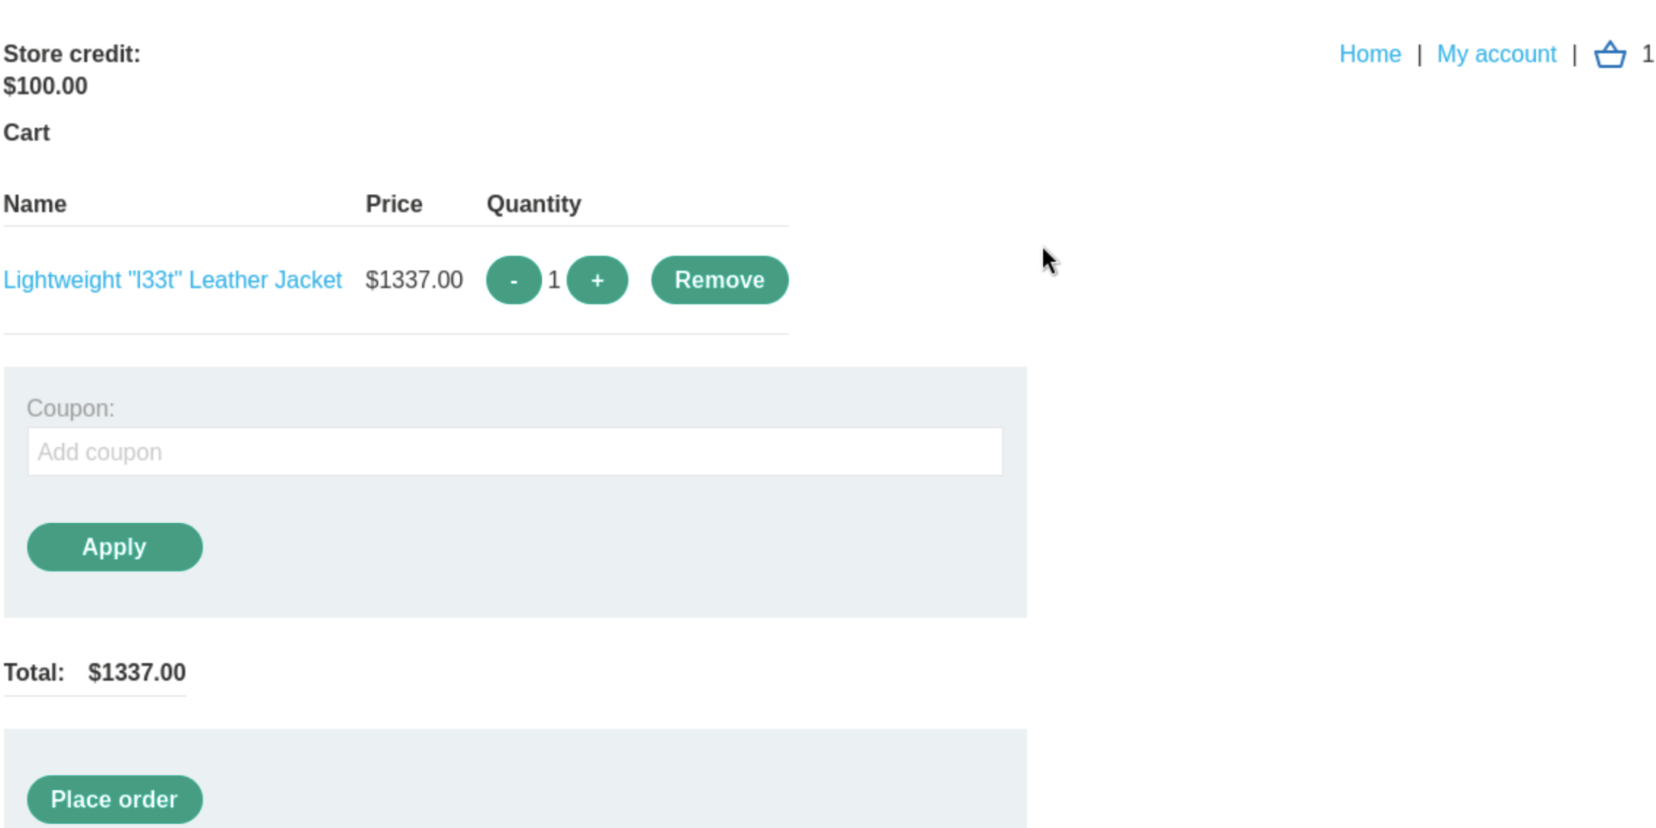 Store credit:
$100.00
Home | My account | 1
Cart
Name Price Quantity
Lightweight "l33t" Leather Jacket $1337.00 - 1 + Remove
Coupon:
Add coupon
Apply
Total: $1337.00
Place order